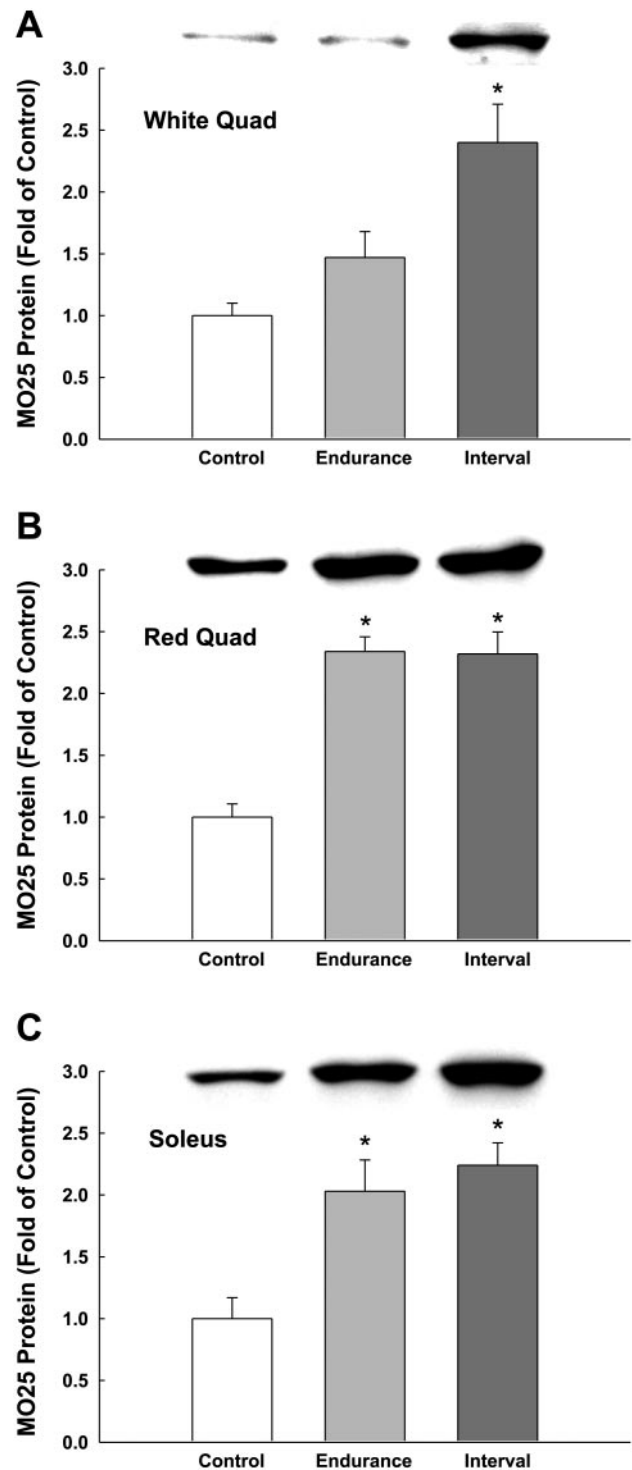 A
MO25 Protein (Fold of Control)
3.0
2.5
2.0
1.5
1.0
0.5
0.0
White Quad
*
Control Endurance Interval
B
MO25 Protein (Fold of Control)
3.0
2.5
2.0
1.5
1.0
0.5
0.0
Red Quad
* *
Control Endurance Interval
C
MO25 Protein (Fold of Control)
3.0
2.5
2.0
1.5
1.0
0.5
0.0
Soleus
* *
Control Endurance Interval